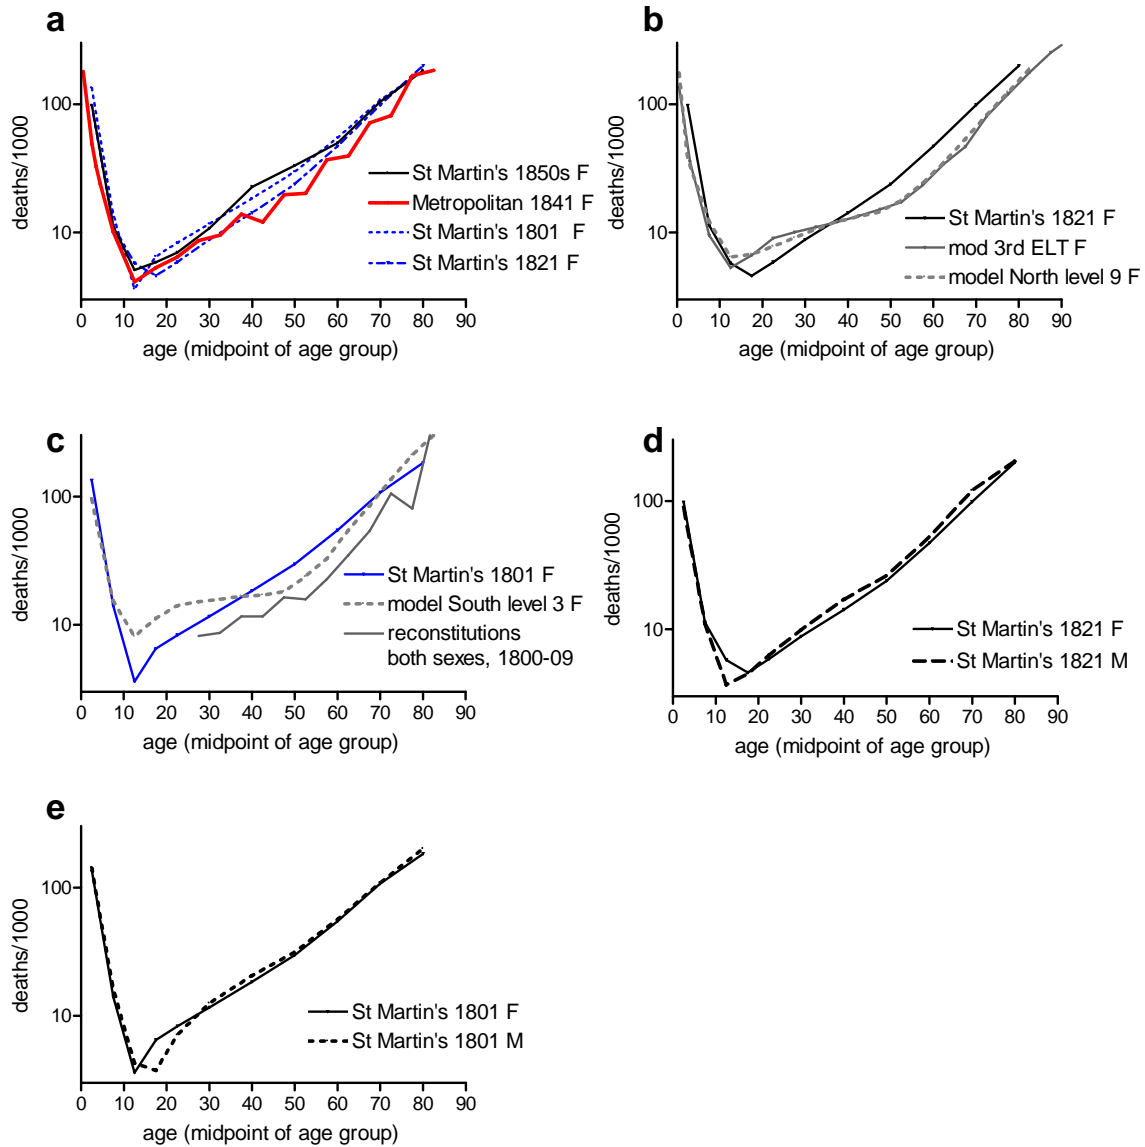 a
deaths/1000
100
10
0 10 20 30 40 50 60 70 80 90
age (midpoint of age group)
St Martin's 1850s F
Metropolitan 1841 F
St Martin's 1801 F
St Martin's 1821 F
b
deaths/1000
100
10
0 10 20 30 40 50 60 70 80 90
age (midpoint of age group)
St Martin's 1821 F
mod 3rd ELT F
model North level 9 F
c
deaths/1000
100
10
0 10 20 30 40 50 60 70 80 90
age (midpoint of age group)
St Martin's 1801 F
model South level 3 F
reconstitutions
both sexes, 1800-09
d
deaths/1000
100
10
0 10 20 30 40 50 60 70 80 90
age (midpoint of age group)
St Martin's 1821 F
St Martin's 1821 M
e
deaths/1000
100
10
0 10 20 30 40 50 60 70 80 90
age (midpoint of age group)
St Martin's 1801 F
St Martin's 1801 M